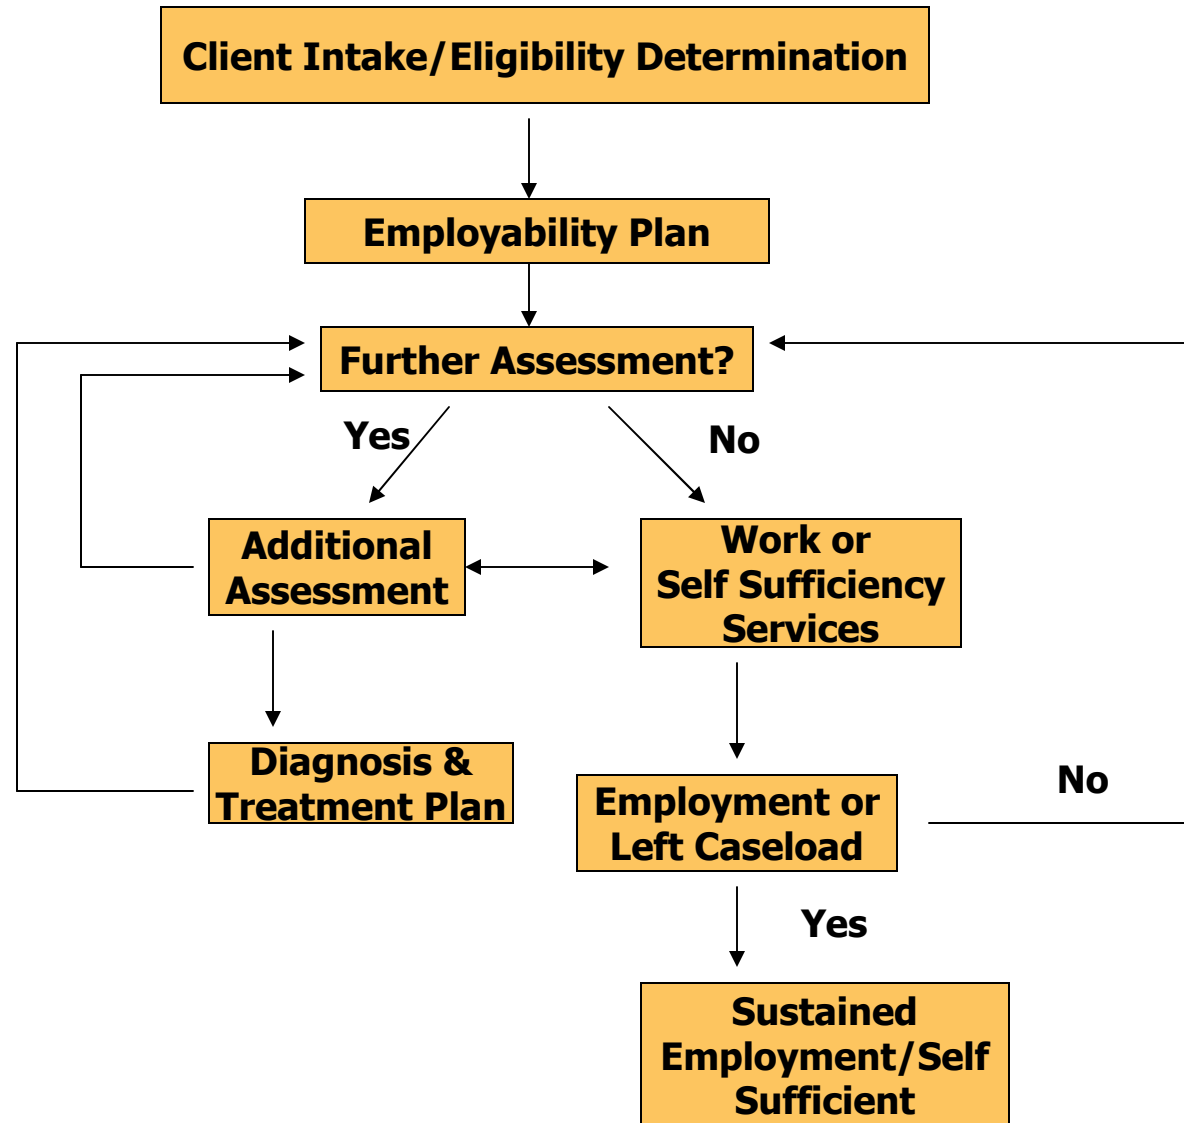 Client Intake/Eligibility Determination
Employability Plan
Further Assessment?
Yes
No
Additional
Assessment
Work or
Self Sufficiency
Services
Diagnosis &
Treatment Plan
Employment or
Left Caseload
No
Yes
Sustained
Employment/Self
Sufficient